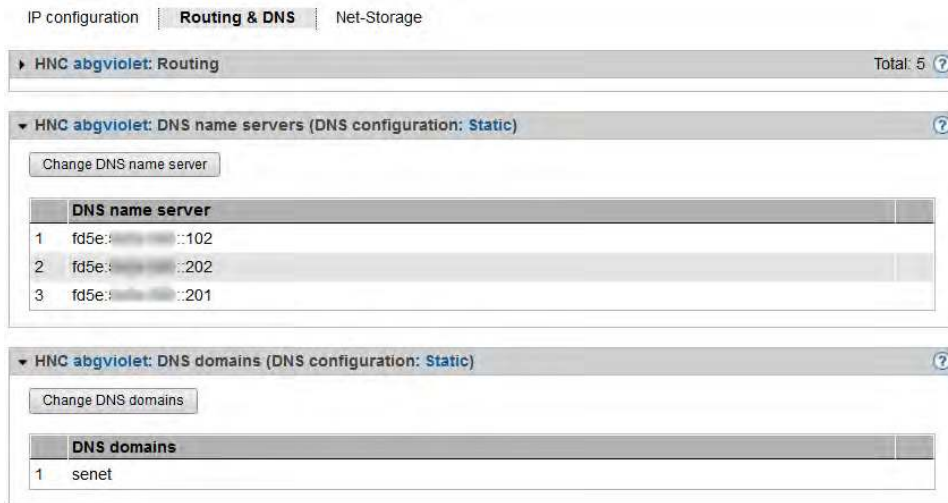 IP configuration Routing & DNS Net-Storage
HNC abgviolet: Routing Total: 5 ?
HNC abgviolet: DNS name servers (DNS configuration: Static) ?
Change DNS name server
DNS name server
1 fd5e: ::102
2 fd5e: ::202
3 fd5e: ::201
HNC abgviolet: DNS domains (DNS configuration: Static) ?
Change DNS domains
DNS domains
1 senet